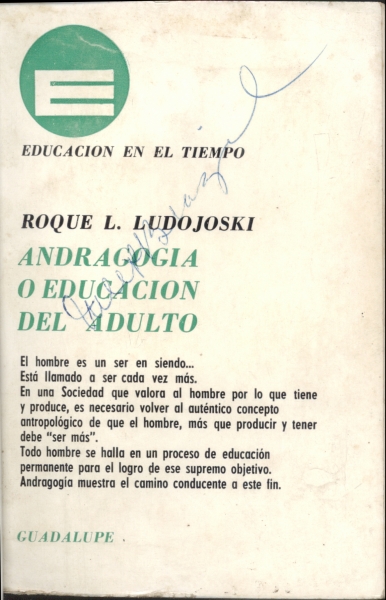 E
EDUCACION EN EL TIEMPO
ROQUE L. LUDOJOSKI
ANDRAGOGIA
O EDUCACION
DEL ADULTO
El hombre es un ser en siendo...
Está llamado a ser cada vez más.
En una Sociedad que valora al hombre por lo que tiene
y produce, es necesario volver al auténtico concepto
antropológico de que el hombre, más que producir y tener
debe "ser más".
Todo hombre se halla en un proceso de educación
permanente para el logro de ese supremo objetivo.
Andragogía muestra el camino conducente a este fin.
GUADALUPE